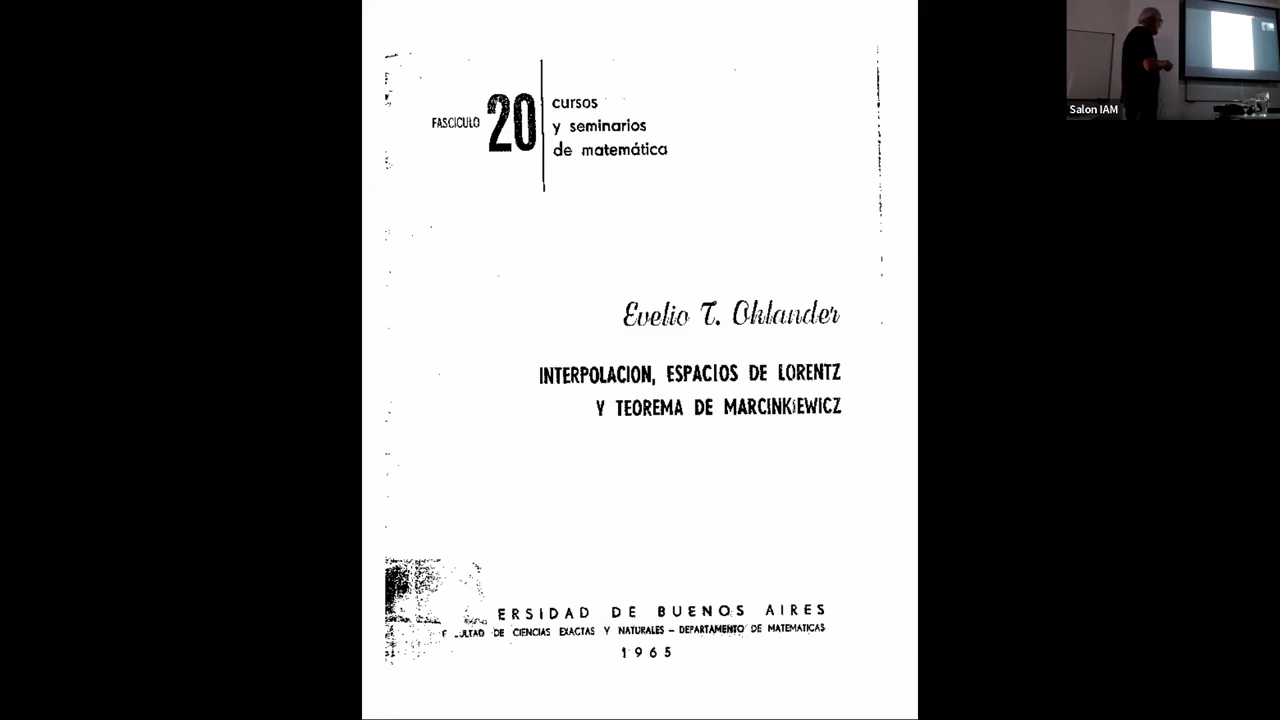 FASCICULO 20
cursos
y seminarios
de matemática
Evelio T. Oklander
INTERPOLACION, ESPACIOS DE LORENTZ
Y TEOREMA DE MARCINKIEWICZ
ERSIDAD DE BUENOS AIRES
DE CIENCIAS EXACTAS Y NATURALES – DEPARTAMENTO DE MATEMATICAS
1965
Salon IAM